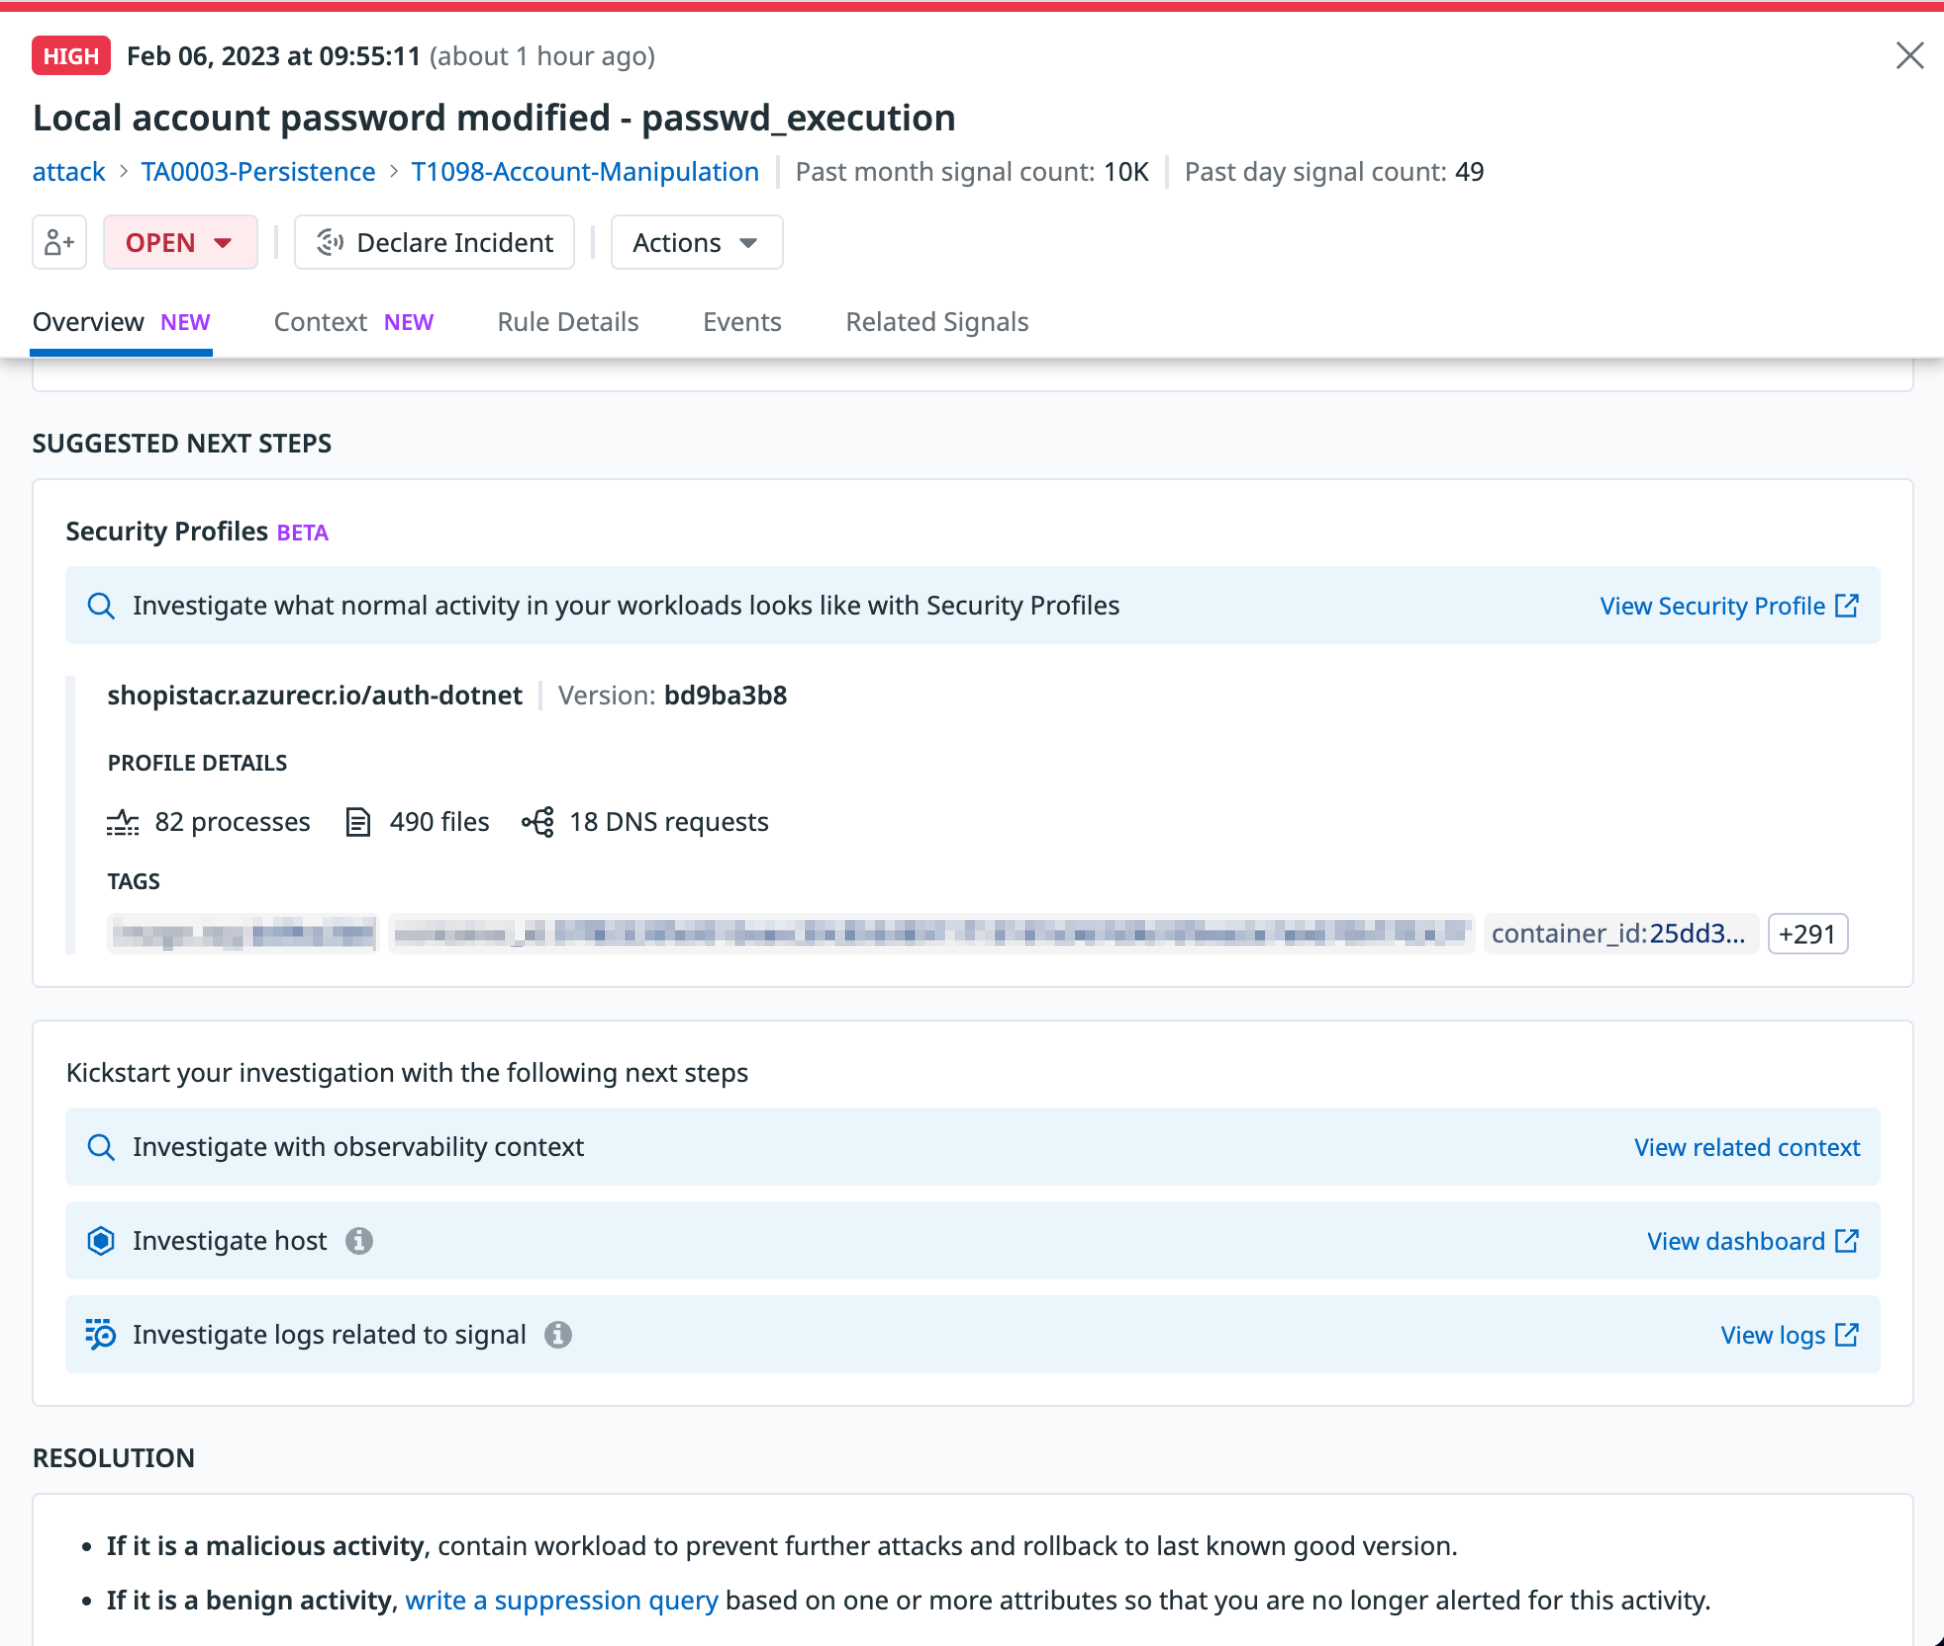 HIGH Feb 06, 2023 at 09:55:11 (about 1 hour ago)
Local account password modified - passwd_execution
attack > TA0003-Persistence > T1098-Account-Manipulation | Past month signal count: 10K | Past day signal count: 49
OPEN Declare Incident Actions
Overview NEW Context NEW Rule Details Events Related Signals
SUGGESTED NEXT STEPS
Security Profiles BETA
Investigate what normal activity in your workloads looks like with Security Profiles View Security Profile
shopistacr.azurecr.io/auth-dotnet | Version: bd9ba3b8
PROFILE DETAILS
82 processes 490 files 18 DNS requests
TAGS
container_id:25dd3... +291
Kickstart your investigation with the following next steps
Investigate with observability context View related context
Investigate host View dashboard
Investigate logs related to signal View logs
RESOLUTION
• If it is a malicious activity, contain workload to prevent further attacks and rollback to last known good version.
• If it is a benign activity, write a suppression query based on one or more attributes so that you are no longer alerted for this activity.